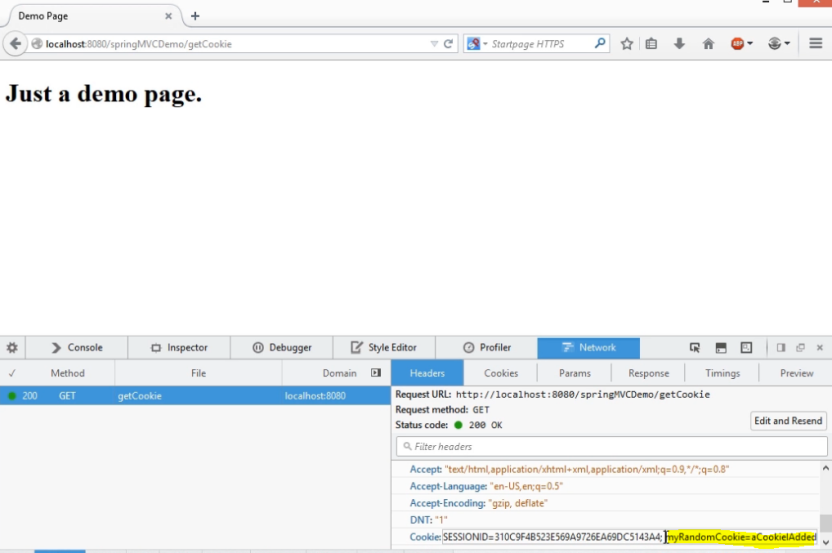 Demo Page
localhost:8080/springMVCDemo/getCookie
Startpage HTTPS
ABP
Just a demo page.
Console Inspector Debugger Style Editor Profiler Network
✓ Method File Domain Headers Cookies Params Response Timings Preview
200 GET getCookie localhost:8080
Request URL: http://localhost:8080/springMVCDemo/getCookie
Request method: GET
Status code: 200 OK
Edit and Resend
Filter headers
Accept: "text/html,application/xhtml+xml,application/xml;q=0.9,*/*;q=0.8"
Accept-Language: "en-US,en;q=0.5"
Accept-Encoding: "gzip, deflate"
DNT: "1"
Cookie: SESSIONID=310C9F4B523E569A9726EA69DC5143A4; myRandomCookie=aCookieIAdded